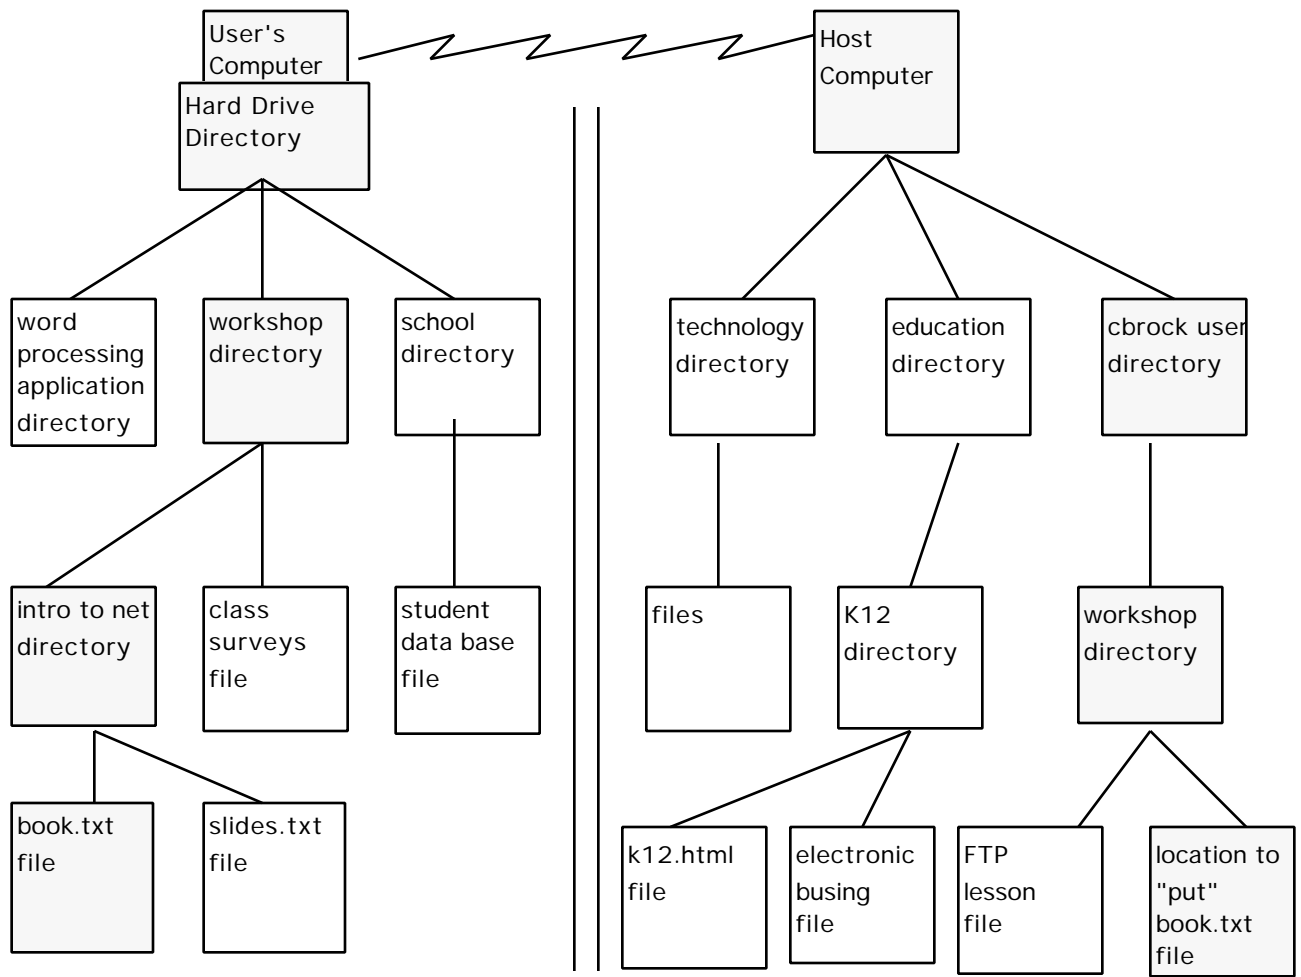 User's
Computer
Host
Computer
Hard Drive
Directory
word
processing
application
directory
workshop
directory
school
directory
technology
directory
education
directory
cbrock user
directory
intro to net
directory
class
surveys
file
student
data base
file
files
K12
directory
workshop
directory
book.txt
file
slides.txt
file
k12.html
file
electronic
busing
file
FTP
lesson
file
location to
"put"
book.txt
file